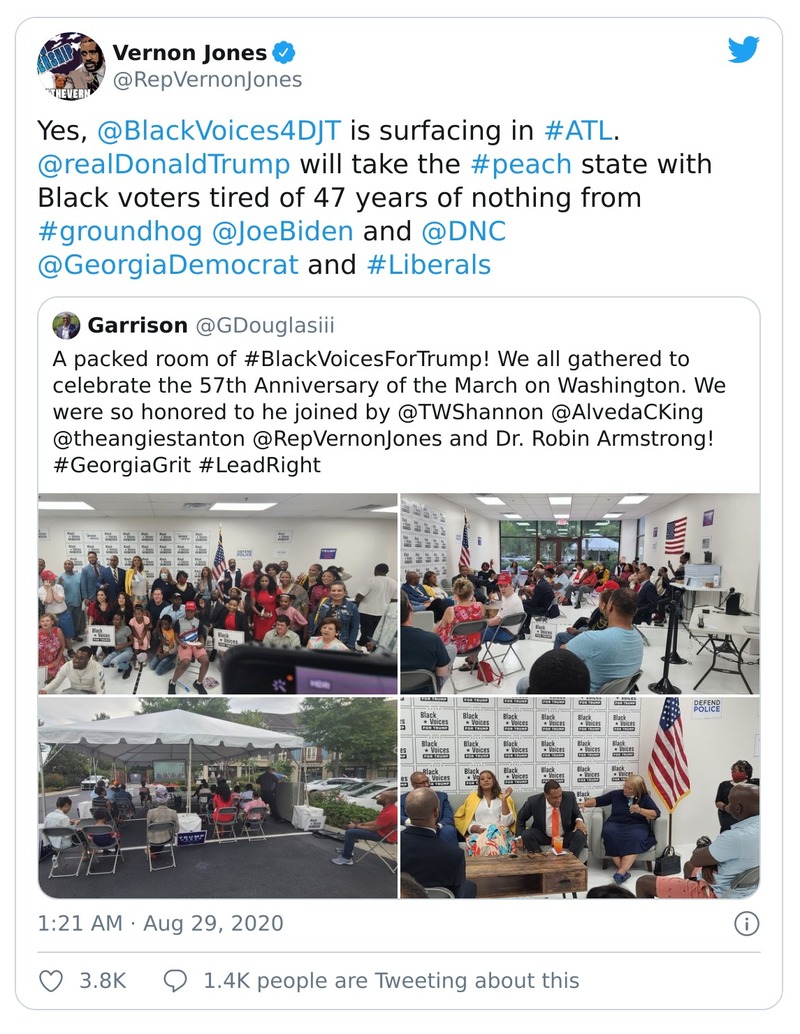 Vernon Jones
@RepVernonJones
Yes, @BlackVoices4DJT is surfacing in #ATL.
@realDonaldTrump will take the #peach state with
Black voters tired of 47 years of nothing from
#groundhog @JoeBiden and @DNC
@GeorgiaDemocrat and #Liberals
Garrison @GDouglasiii
A packed room of #BlackVoicesForTrump! We all gathered to
celebrate the 57th Anniversary of the March on Washington. We
were so honored to he joined by @TWShannon @AlvedaCKing
@theangiestanton @RepVernonJones and Dr. Robin Armstrong!
#GeorgiaGrit #LeadRight
TRUMP
Black
Voices
FOR TRUMP
DEFEND
POLICE
1:21 AM · Aug 29, 2020
3.8K
1.4K people are Tweeting about this